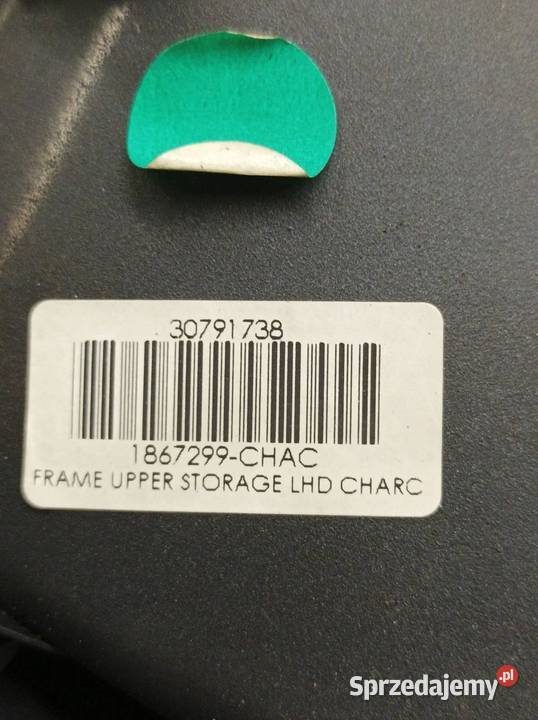 30791738
1867299-CHAC
FRAME UPPER STORAGE LHD CHARC
Sprzedajemy.pl